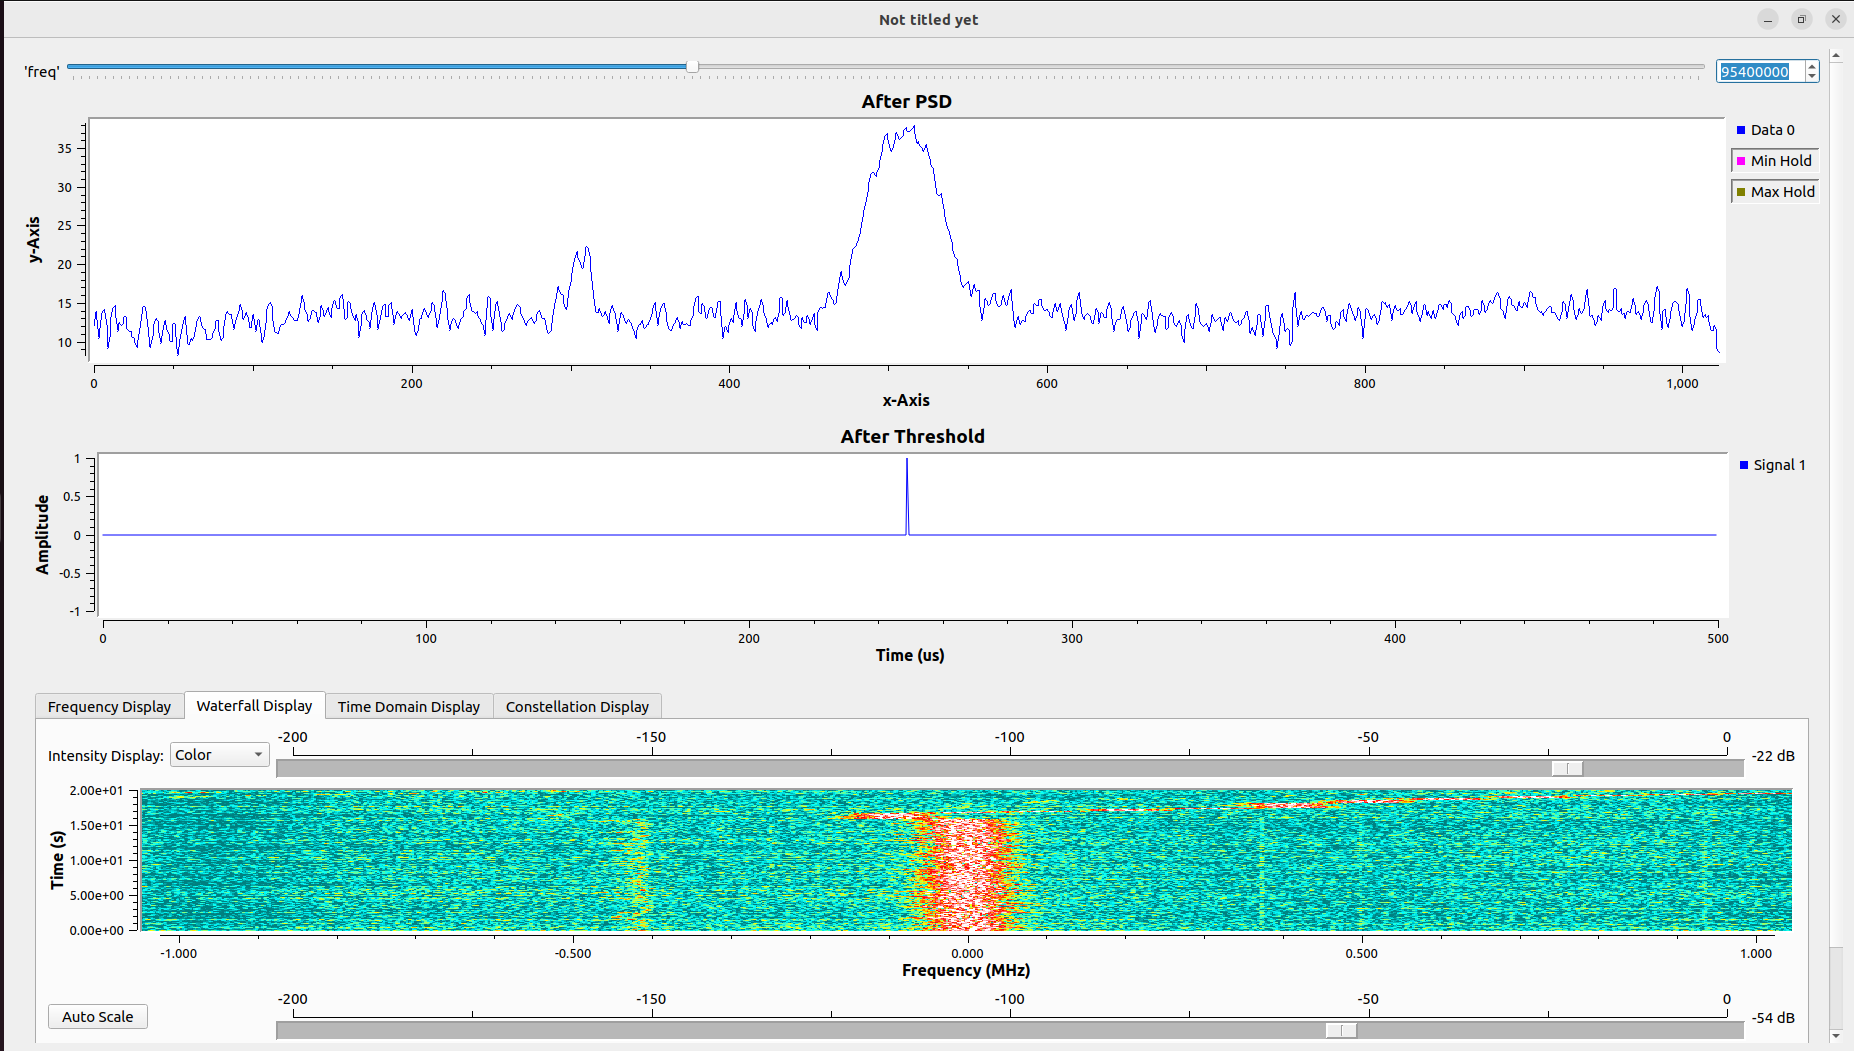 Not titled yet
'freq'
95400000
After PSD
Data 0
Min Hold
Max Hold
y-Axis
35
30
25
20
15
10
0 200 400 600 800 1,000
x-Axis
After Threshold
Signal 1
Amplitude
1
0.5
0
-0.5
-1
0 100 200 300 400 500
Time (us)
Frequency Display Waterfall Display Time Domain Display Constellation Display
-200 -150 -100 -50 0
Intensity Display: Color -22 dB
Time (s)
2.00e+01
1.50e+01
1.00e+01
5.00e+00
0.00e+00
-1.000 -0.500 0.000 0.500 1.000
Frequency (MHz)
-200 -150 -100 -50 0
Auto Scale -54 dB